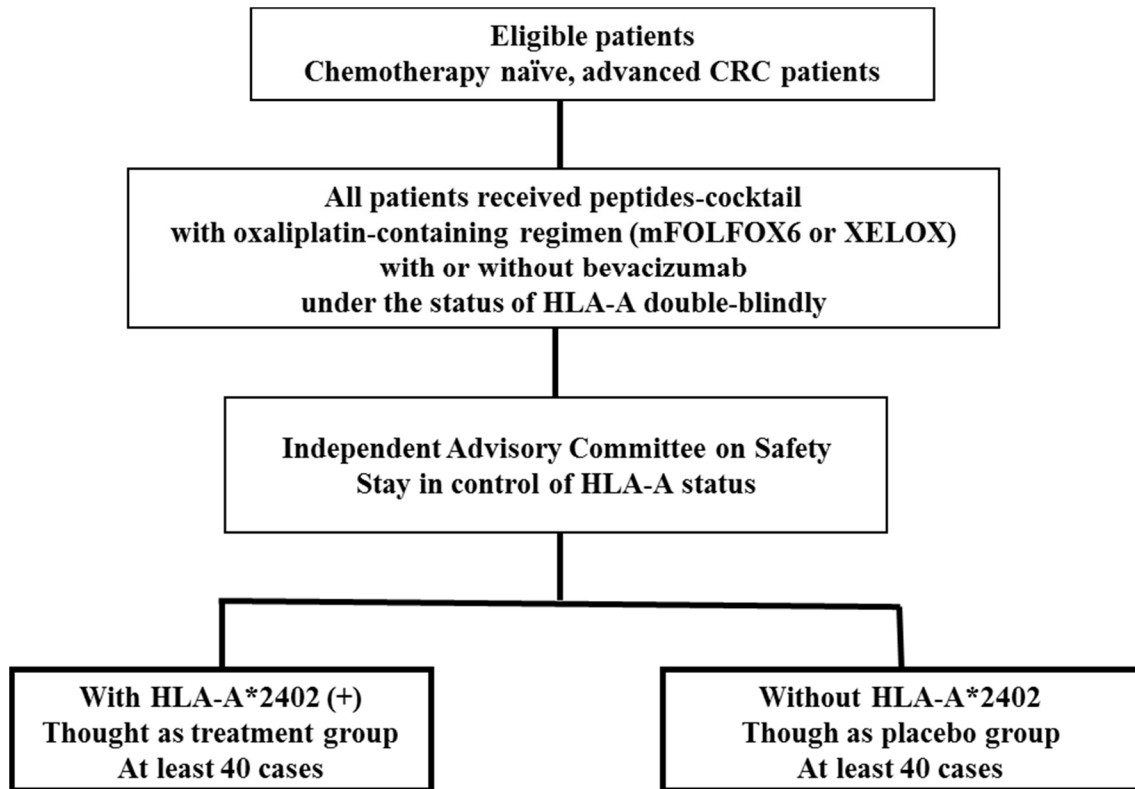 Eligible patients
Chemotherapy naïve, advanced CRC patients
All patients received peptides-cocktail
with oxaliplatin-containing regimen (mFOLFOX6 or XELOX)
with or without bevacizumab
under the status of HLA-A double-blindly
Independent Advisory Committee on Safety
Stay in control of HLA-A status
With HLA-A*2402 (+)
Thought as treatment group
At least 40 cases
Without HLA-A*2402
Though as placebo group
At least 40 cases